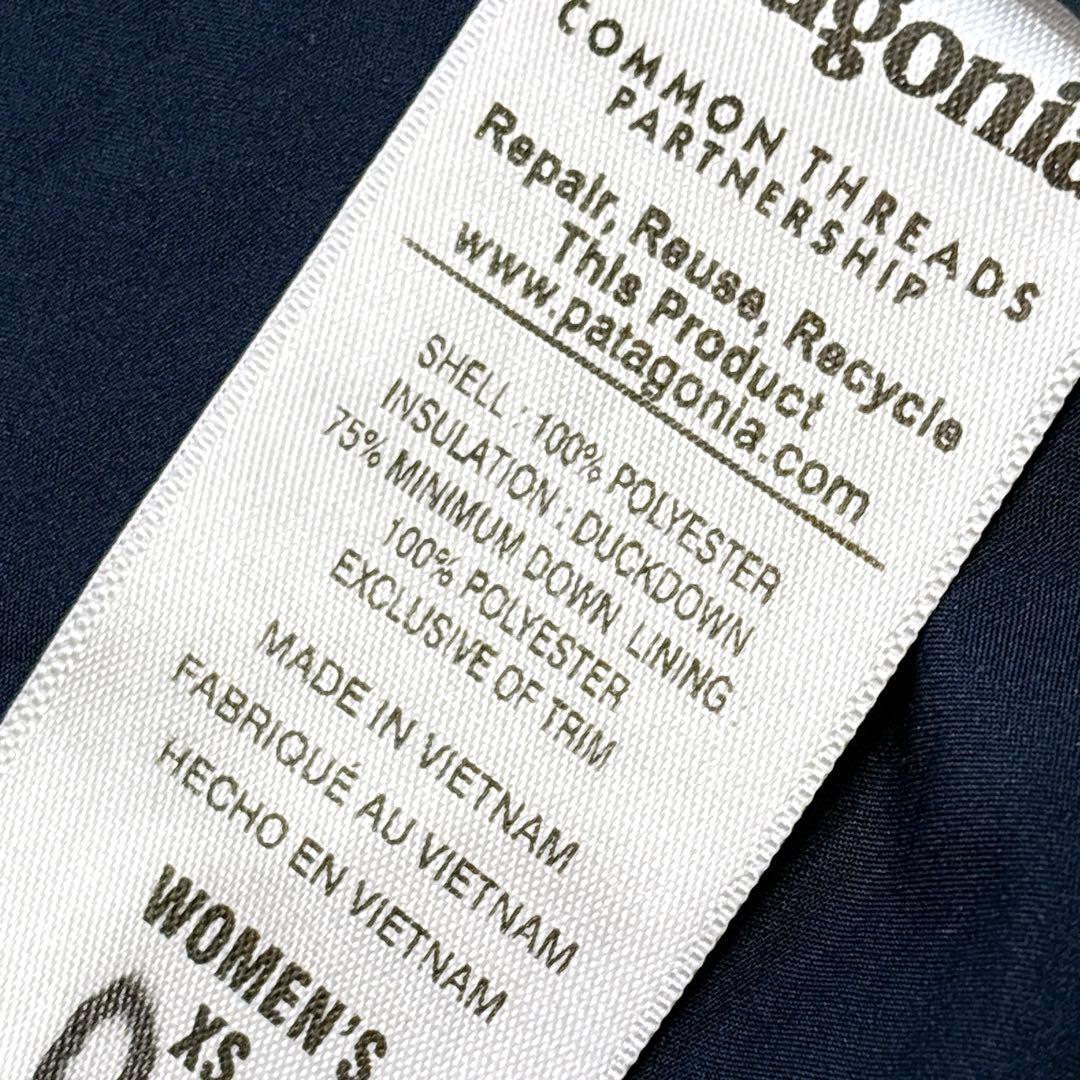 agonia
COMMON THREADS
PARTNERSHIP
Repair, Reuse, Recycle
This Product
www.patagonia.com
SHELL : 100% POLYESTER
INSULATION : DUCKDOWN
75% MINIMUM DOWN LINING :
100% POLYESTER
EXCLUSIVE OF TRIM
MADE IN VIETNAM
FABRIQUÉ AU VIETNAM
HECHO EN VIETNAM
WOMEN'S
XS